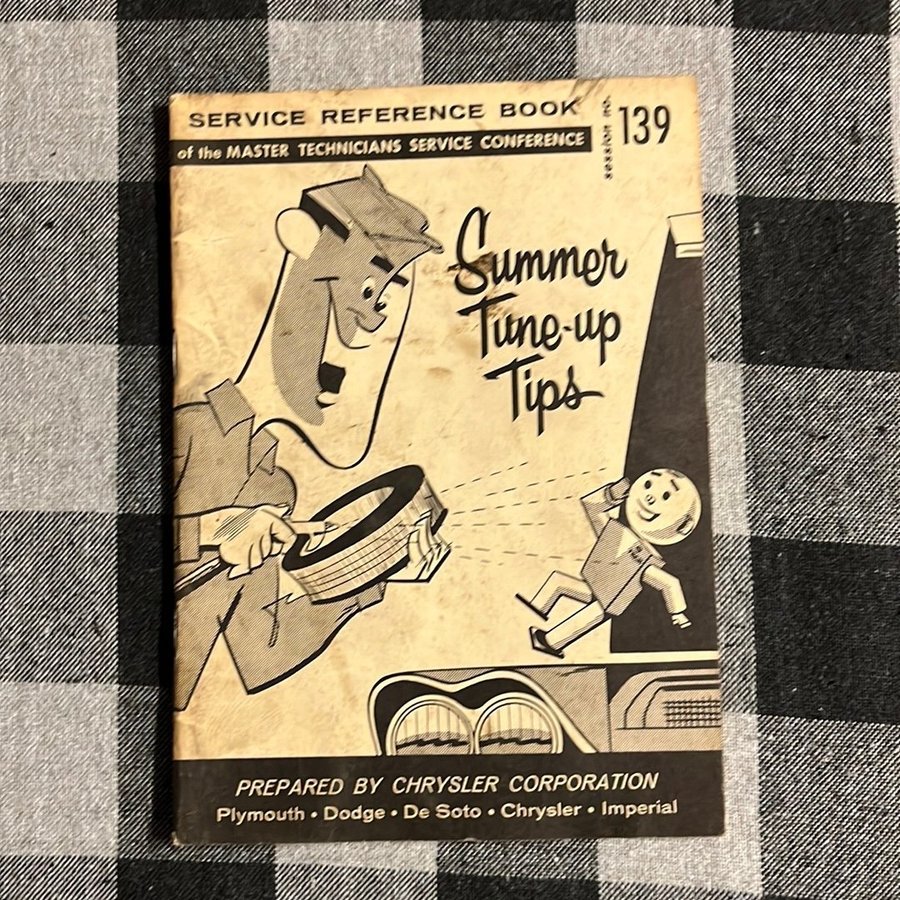 SERVICE REFERENCE BOOK
session no. 139
of the MASTER TECHNICIANS SERVICE CONFERENCE
Summer
Tune-up
Tips
PREPARED BY CHRYSLER CORPORATION
Plymouth • Dodge • De Soto • Chrysler • Imperial